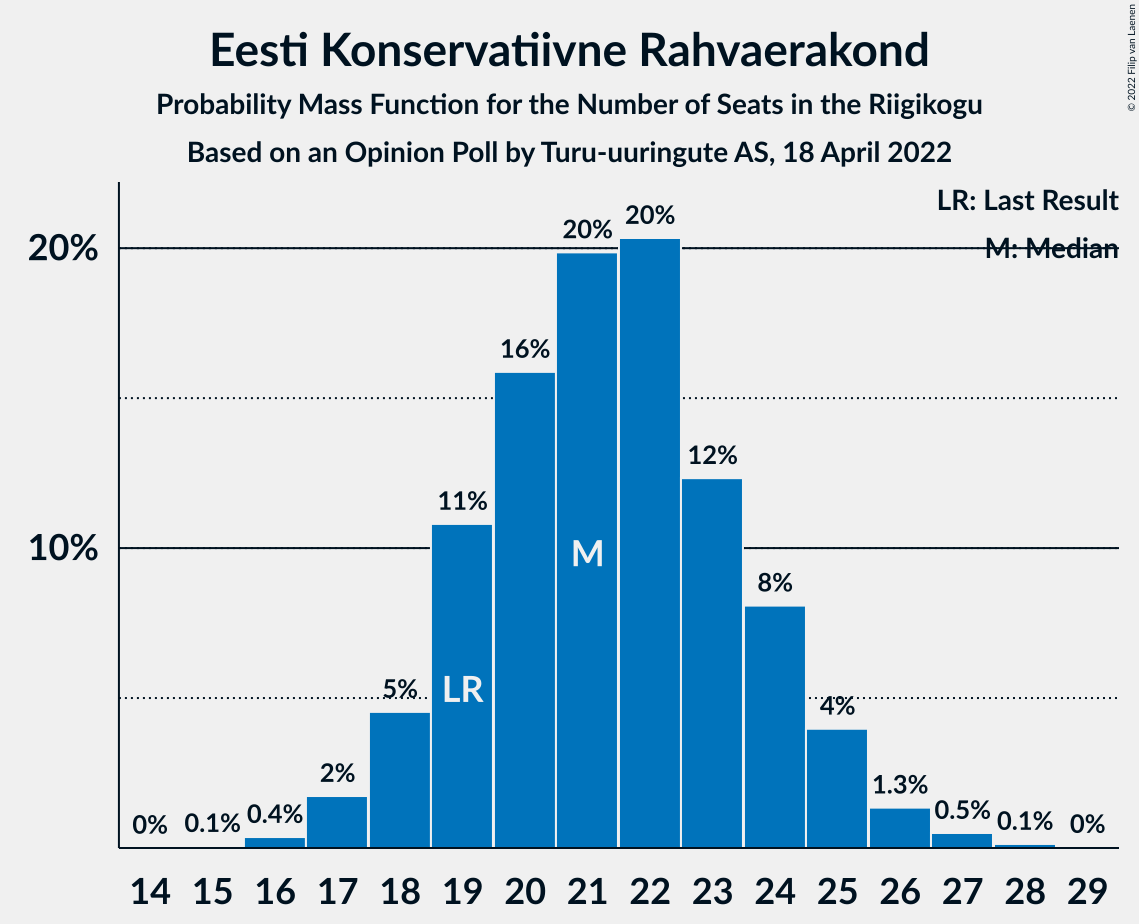 Eesti Konservatiivne Rahvaerakond
Probability Mass Function for the Number of Seats in the Riigikogu
Based on an Opinion Poll by Turu-uuringute AS, 18 April 2022
© 2022 Filip van Laenen
LR: Last Result
M: Median
20%
10%
0%
0.1%
0.4%
2%
5%
11%
16%
20%
20%
12%
8%
4%
1.3%
0.5%
0.1%
0%
LR
M
14 15 16 17 18 19 20 21 22 23 24 25 26 27 28 29